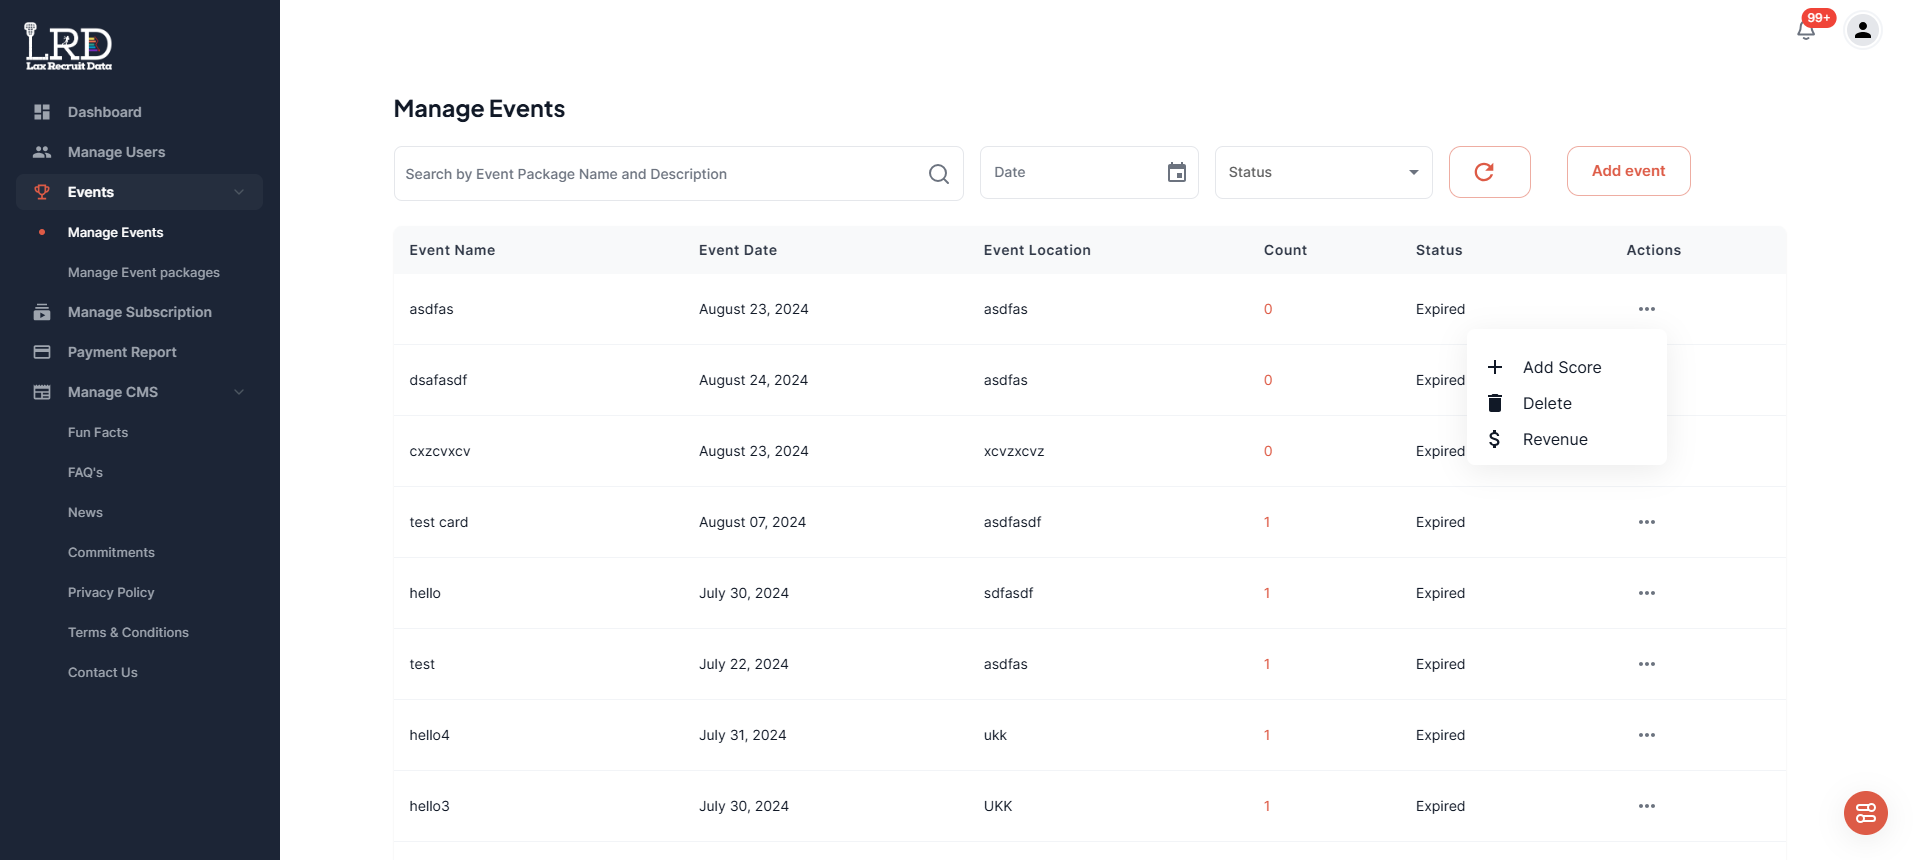 LRD
Lax Recruit Data
99+
Dashboard
Manage Users
Events
Manage Events
Manage Event packages
Manage Subscription
Payment Report
Manage CMS
Fun Facts
FAQ's
News
Commitments
Privacy Policy
Terms & Conditions
Contact Us
Manage Events
Search by Event Package Name and Description
Date
Status
Add event
Event Name Event Date Event Location Count Status Actions
asdfas August 23, 2024 asdfas 0 Expired
dsafasdf August 24, 2024 asdfas 0 Expired
cxzcvxcv August 23, 2024 xcvzxcvz 0 Expired
test card August 07, 2024 asdfasdf 1 Expired
hello July 30, 2024 sdfasdf 1 Expired
test July 22, 2024 asdfas 1 Expired
hello4 July 31, 2024 ukk 1 Expired
hello3 July 30, 2024 UKK 1 Expired
Add Score
Delete
Revenue